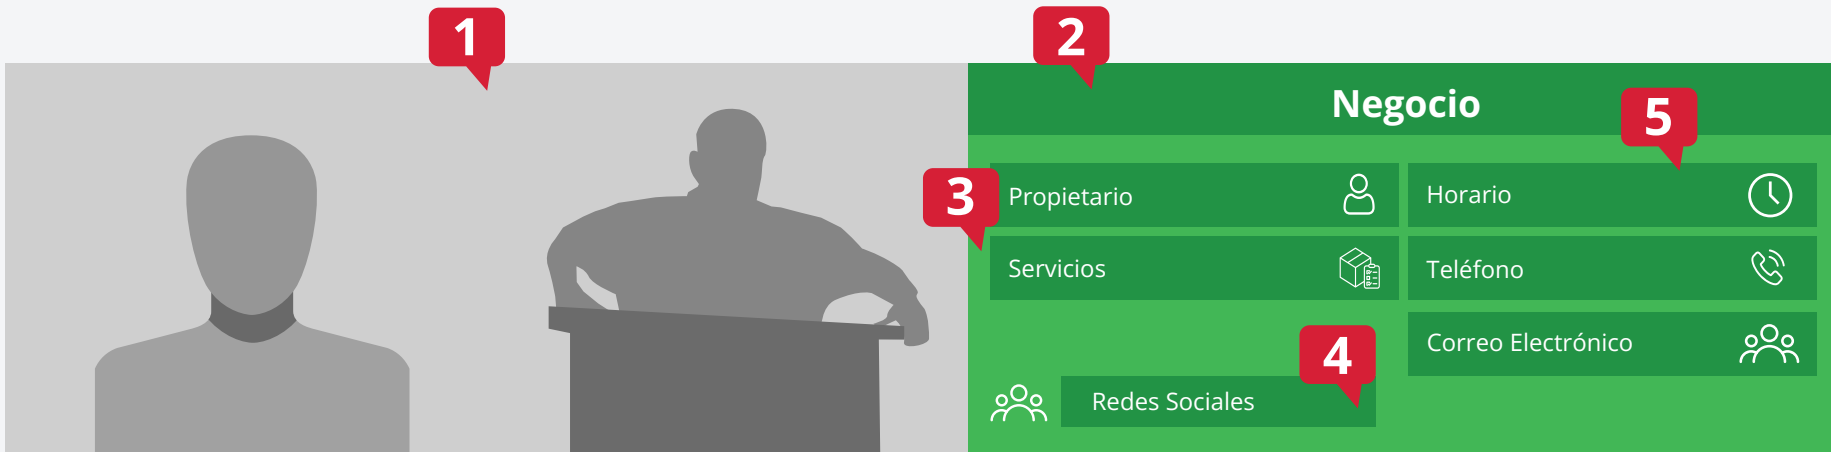 1
2
Negocio
5
3
Propietario
Horario
Servicios
Teléfono
4
Correo Electrónico
Redes Sociales